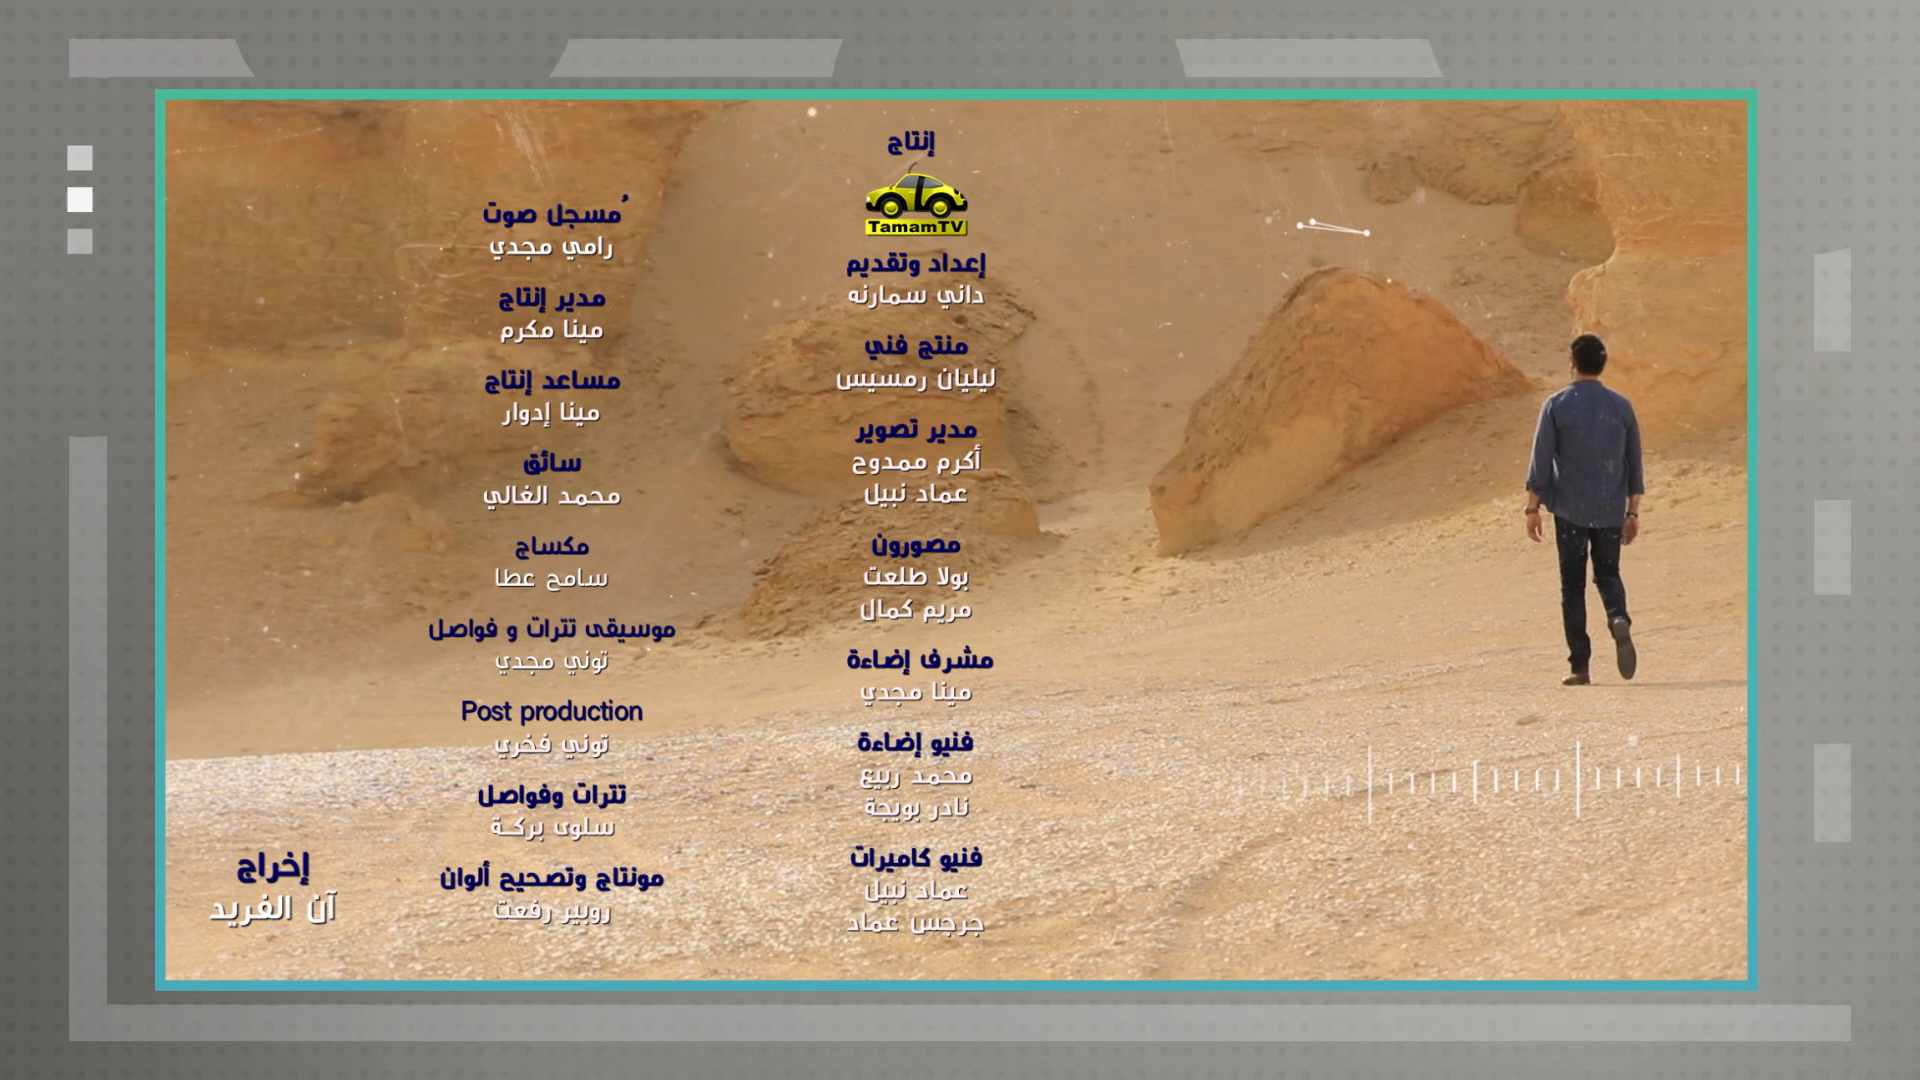 إنتاج
TamamTV
إعداد وتقديم
داني سمارنه
منتج فني
ليليان رمسيس
مدير تصوير
أكرم ممدوح
عماد نبيل
مصورون
بولا طلعت
مريم كمال
مشرف إضاءة
مينا مجدي
فنيو إضاءة
محمد ربيع
نادر بويجة
فنيو كاميرات
عماد نبيل
جرجس عماد
مُسجل صوت
رامي مجدي
مدير إنتاج
مينا مكرم
مساعد إنتاج
مينا إدوار
سائق
محمد الغالي
مكساج
سامح عطا
موسيقى تترات و فواصل
توني مجدي
Post production
توني فخري
تترات وفواصل
سلوى بركـة
مونتاج وتصحيح ألوان
روبير رفعت
إخراج
آن الفريد